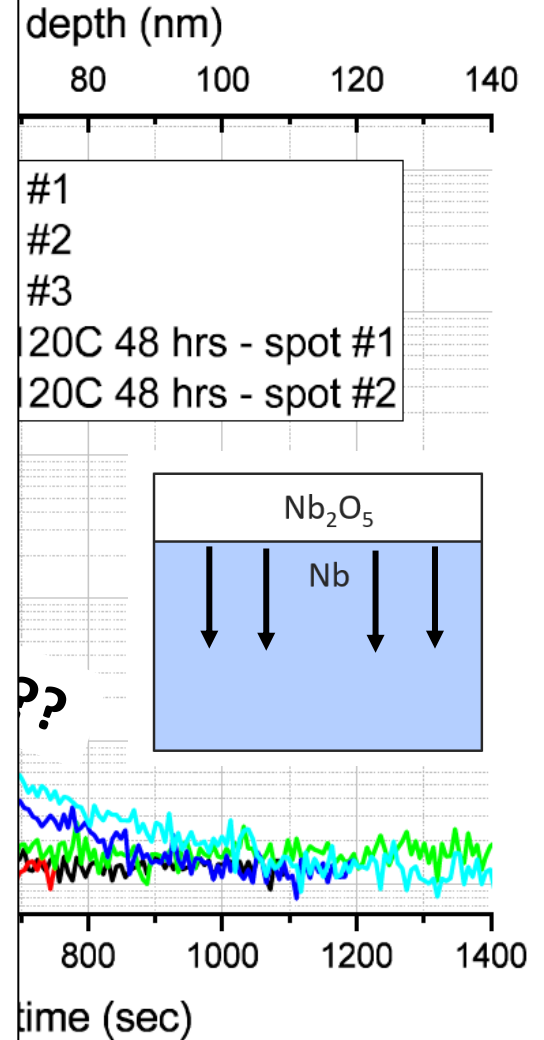 depth (nm)
80 100 120 140
#1
#2
#3
120C 48 hrs - spot #1
120C 48 hrs - spot #2
Nb₂O₅
Nb
??
800 1000 1200 1400
time (sec)